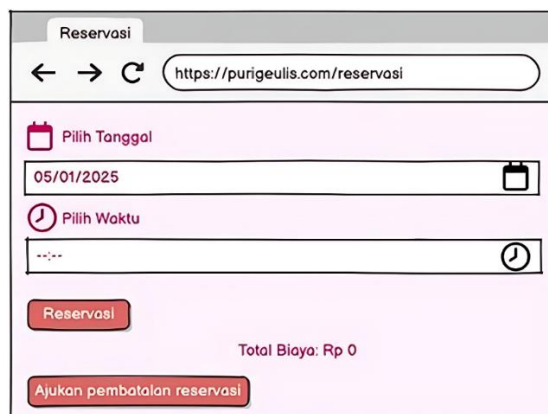 Reservasi
https://purigeulis.com/reservasi
Pilih Tanggal
05/01/2025
Pilih Waktu
--:--
Reservasi
Total Biaya: Rp 0
Ajukan pembatalan reservasi